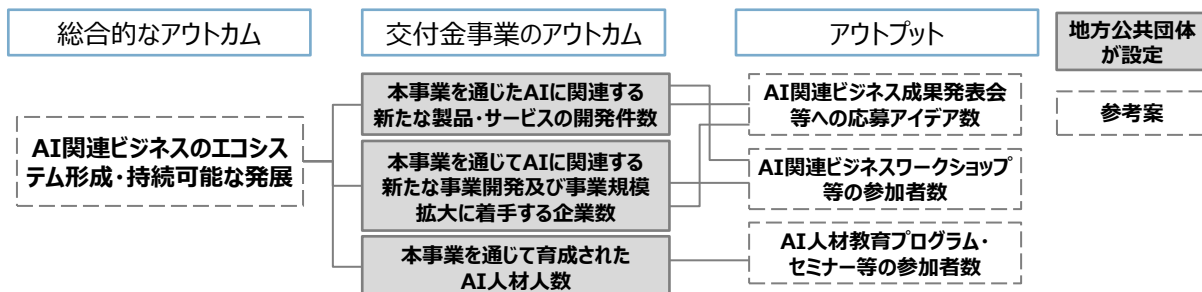 総合的なアウトカム
交付金事業のアウトカム
アウトプット
地方公共団体
が設定
参考案
AI関連ビジネスのエコシス
テム形成・持続可能な発展
本事業を通じたAIに関連する
新たな製品・サービスの開発件数
本事業を通じてAIに関連する
新たな事業開発及び事業規模
拡大に着手する企業数
本事業を通じて育成された
AI人材人数
AI関連ビジネス成果発表会
等への応募アイデア数
AI関連ビジネスワークショップ
等の参加者数
AI人材教育プログラム・
セミナー等の参加者数